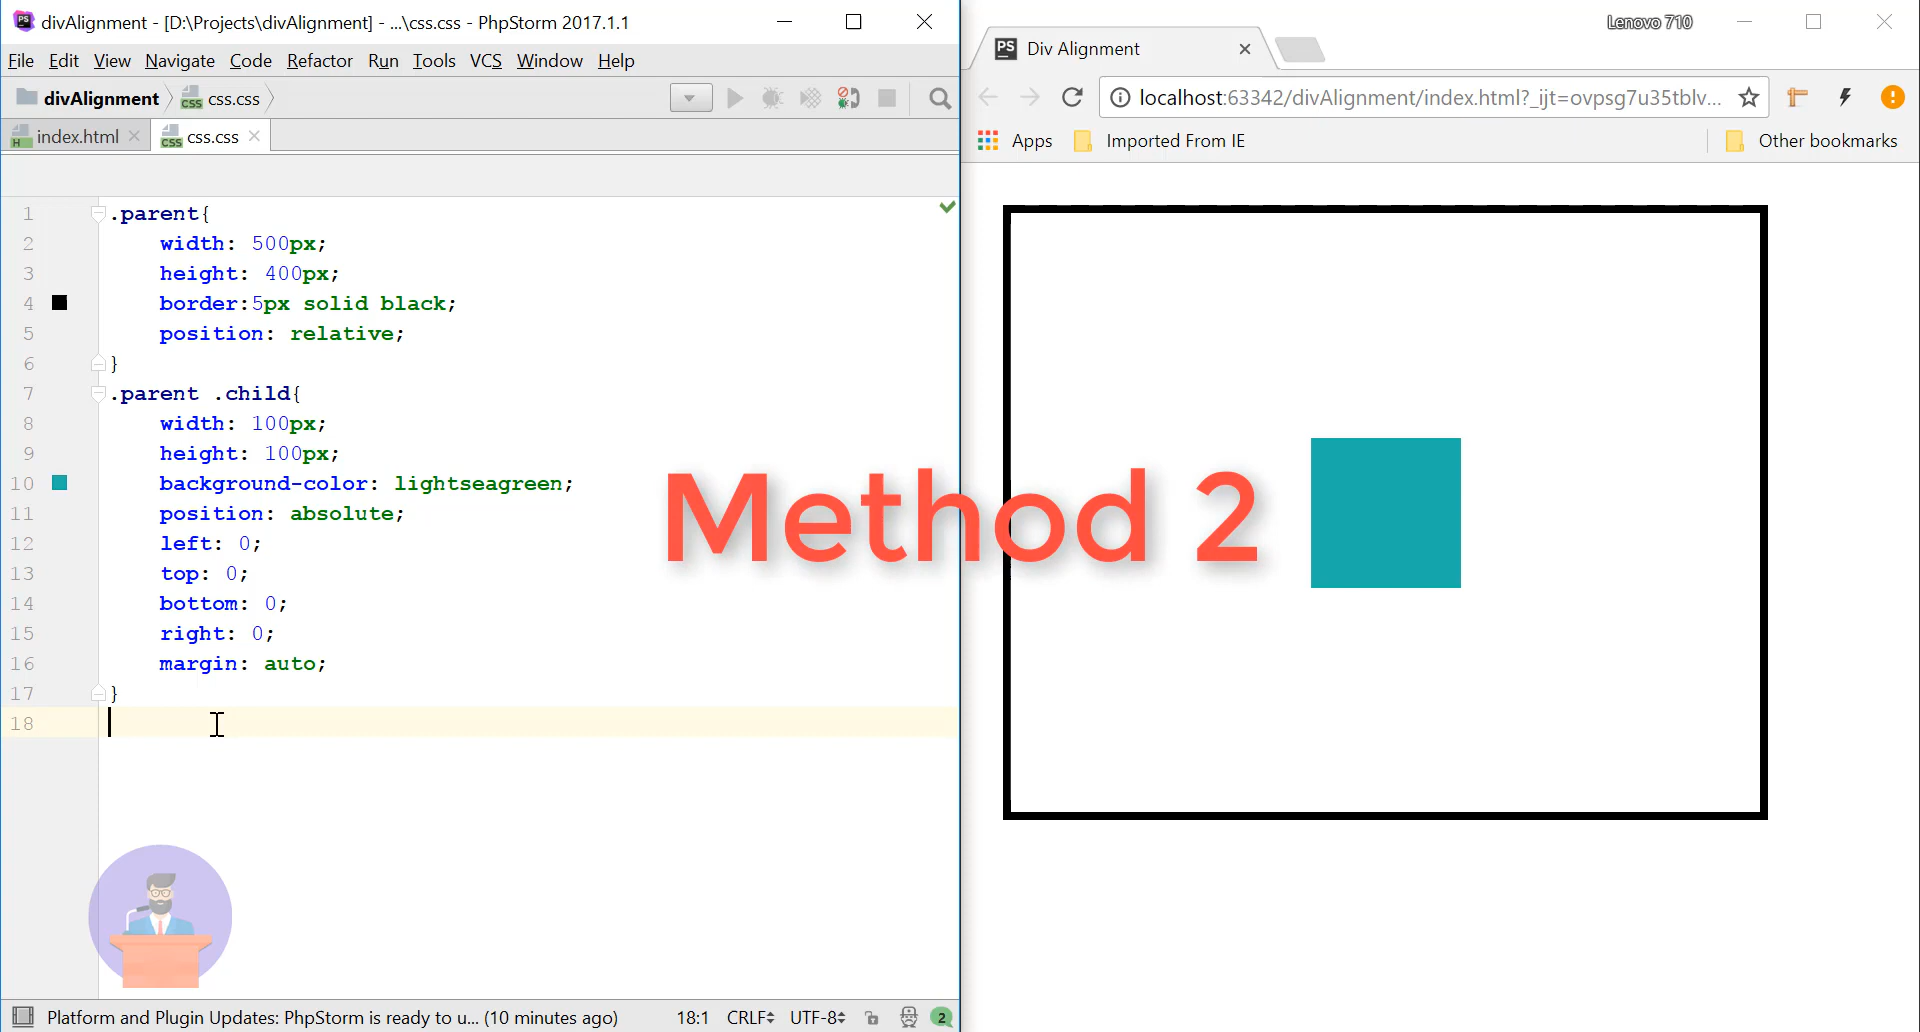 divAlignment - [D:\Projects\divAlignment] - ...\css.css - PhpStorm 2017.1.1
File Edit View Navigate Code Refactor Run Tools VCS Window Help
divAlignment css.css
index.html css.css
1 .parent{
2 width: 500px;
3 height: 400px;
4 border:5px solid black;
5 position: relative;
6 }
7 .parent .child{
8 width: 100px;
9 height: 100px;
10 background-color: lightseagreen;
11 position: absolute;
12 left: 0;
13 top: 0;
14 bottom: 0;
15 right: 0;
16 margin: auto;
17 }
18
Platform and Plugin Updates: PhpStorm is ready to u... (10 minutes ago) 18:1 CRLF UTF-8 2
Method 2
Lenovo 710
PS Div Alignment
localhost:63342/divAlignment/index.html?_ijt=ovpsg7u35tblv...
Apps Imported From IE Other bookmarks